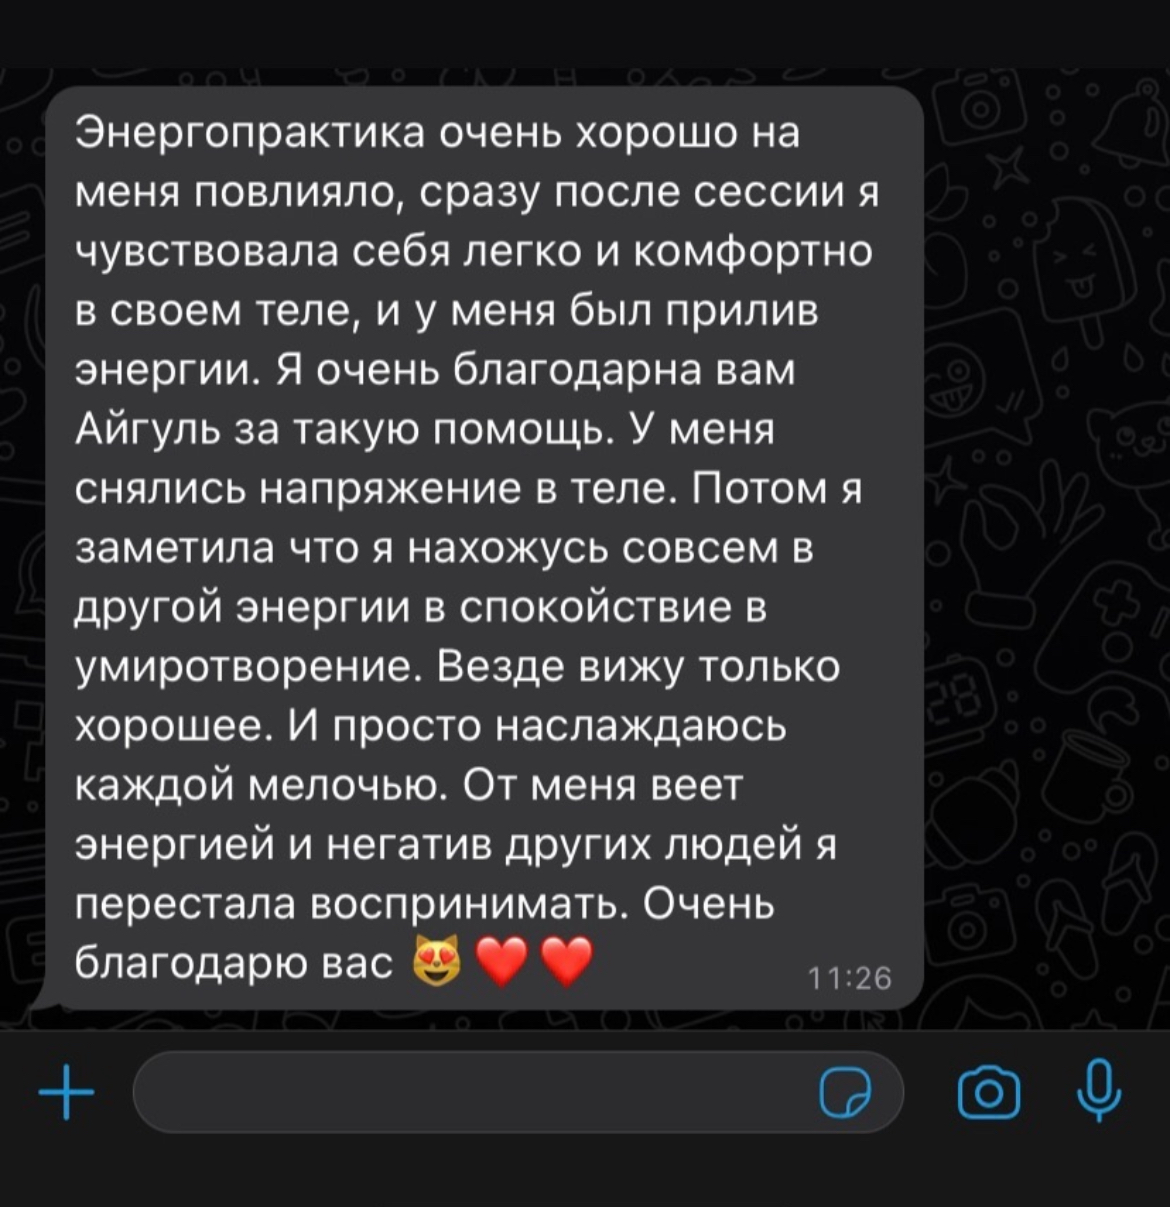 Энергопрактика очень хорошо на
меня повлияло, сразу после сессии я
чувствовала себя легко и комфортно
в своем теле, и у меня был прилив
энергии. Я очень благодарна вам
Айгуль за такую помощь. У меня
снялись напряжение в теле. Потом я
заметила что я нахожусь совсем в
другой энергии в спокойствие в
умиротворение. Везде вижу только
хорошее. И просто наслаждаюсь
каждой мелочью. От меня веет
энергией и негатив других людей я
перестала воспринимать. Очень
благодарю вас 😻❤️❤️
11:26